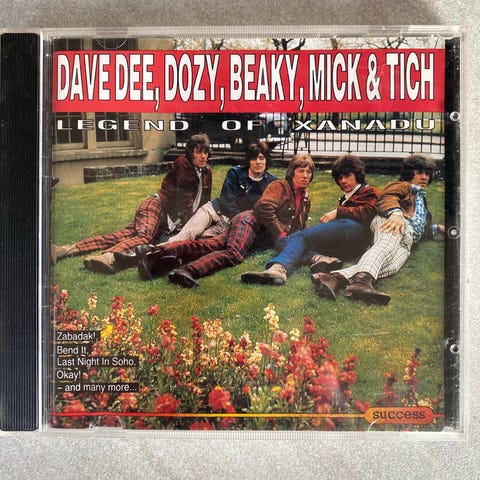 DAVE DEE, DOZY, BEAKY, MICK & TICH
LEGEND OF XANADU
Zabadak!,
Bend It,
Last Night In Soho,
Okay!
– and many more...
success